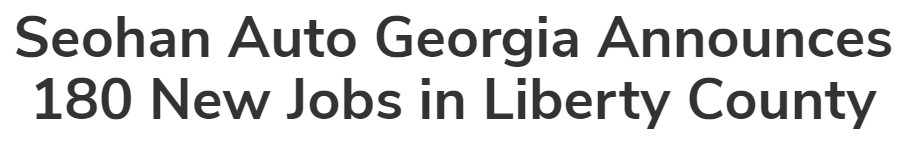 Seohan Auto Georgia Announces
180 New Jobs in Liberty County